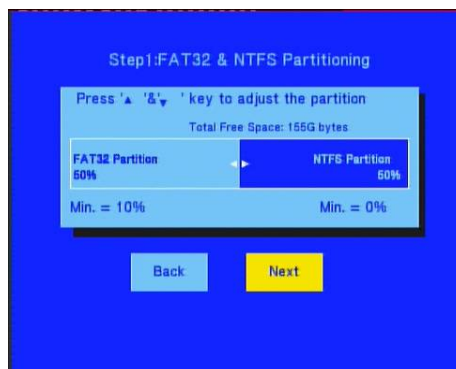 Step1:FAT32 & NTFS Partitioning
Press '▲ '&'▼ ' key to adjust the partition
Total Free Space: 155G bytes
FAT32 Partition NTFS Partition
50% 50%
Min. = 10% Min. = 0%
Back Next